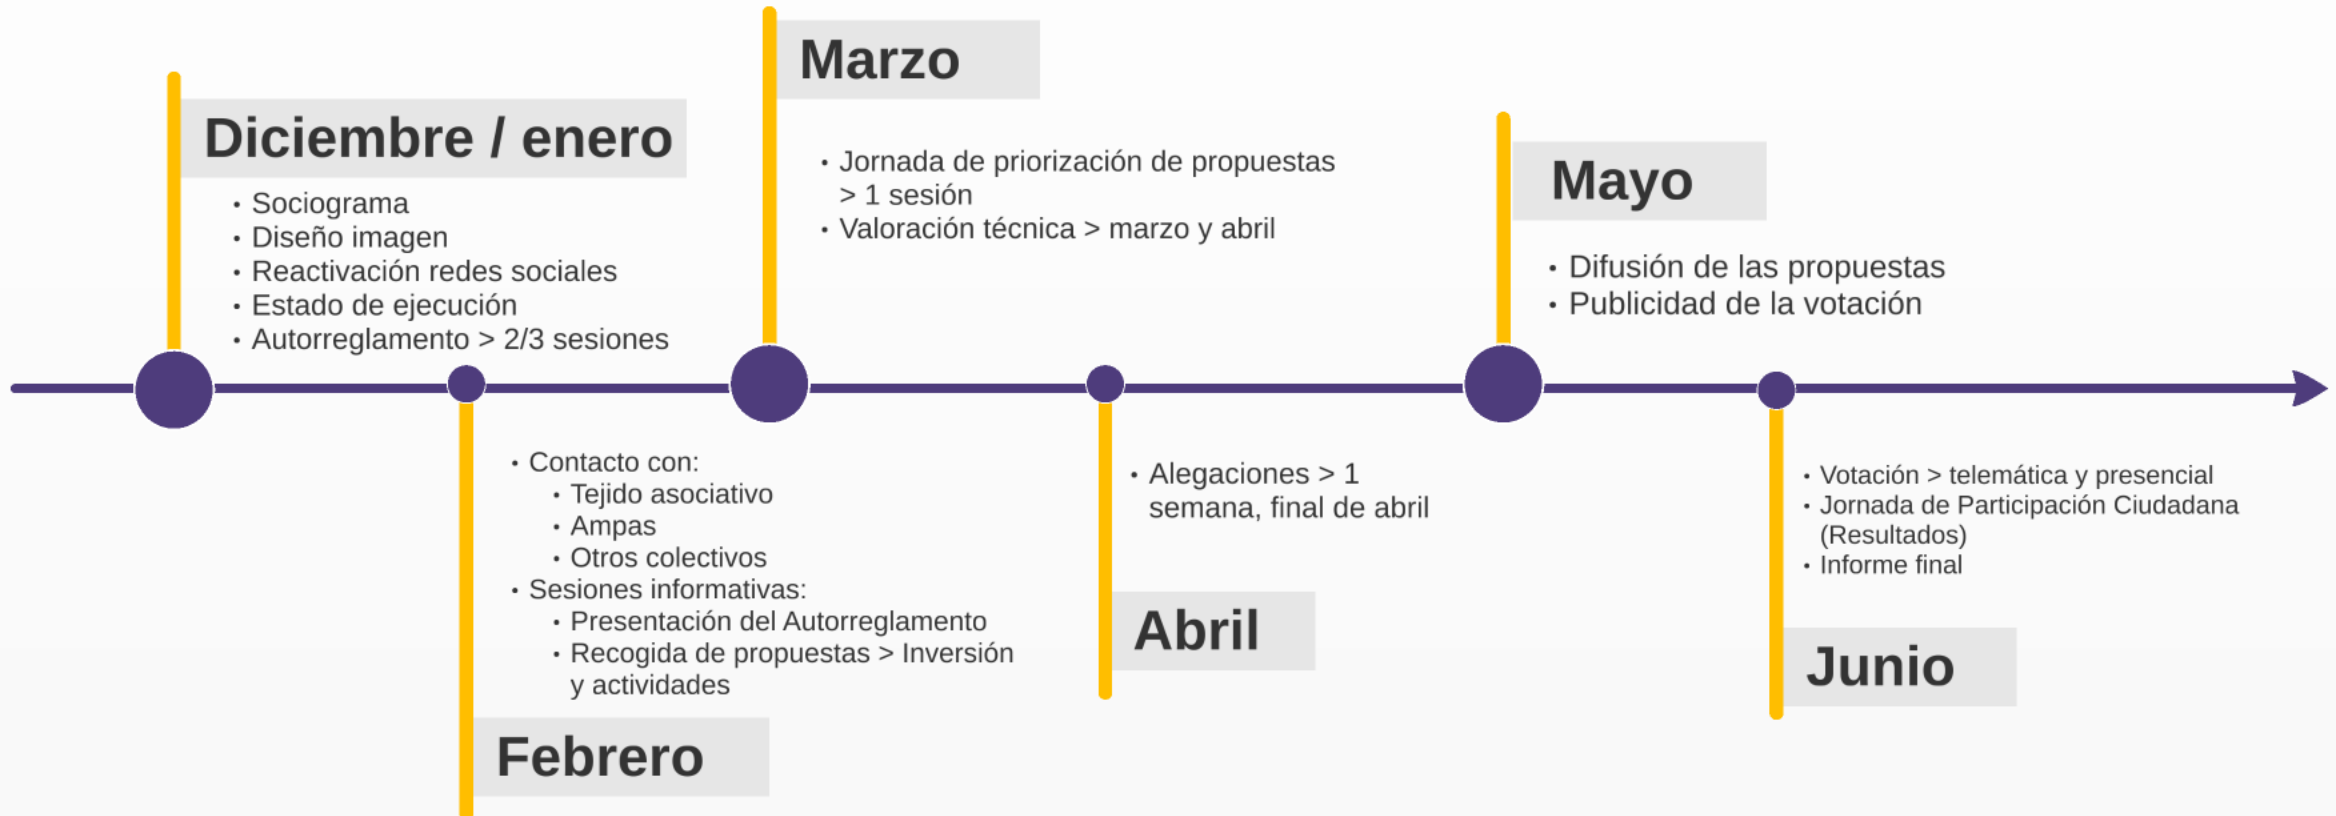 Diciembre / enero
• Sociograma
• Diseño imagen
• Reactivación redes sociales
• Estado de ejecución
• Autorreglamento > 2/3 sesiones
• Contacto con:
• Tejido asociativo
• Ampas
• Otros colectivos
• Sesiones informativas:
• Presentación del Autorreglamento
• Recogida de propuestas > Inversión
y actividades
Febrero
Marzo
• Jornada de priorización de propuestas
> 1 sesión
• Valoración técnica > marzo y abril
• Alegaciones > 1
semana, final de abril
Abril
Mayo
• Difusión de las propuestas
• Publicidad de la votación
• Votación > telemática y presencial
• Jornada de Participación Ciudadana
(Resultados)
• Informe final
Junio